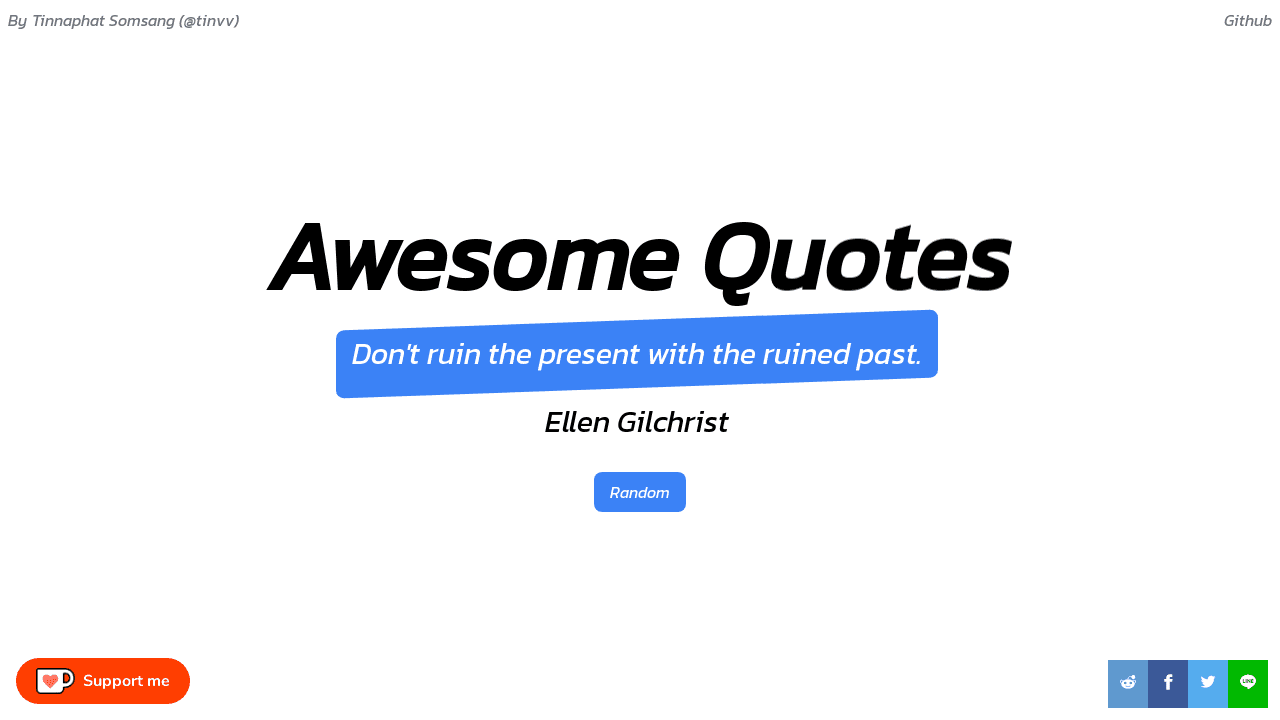 By Tinnaphat Somsang (@tinvv)
Github
Awesome Quotes
Don't ruin the present with the ruined past.
Ellen Gilchrist
Random
Support me
LINE